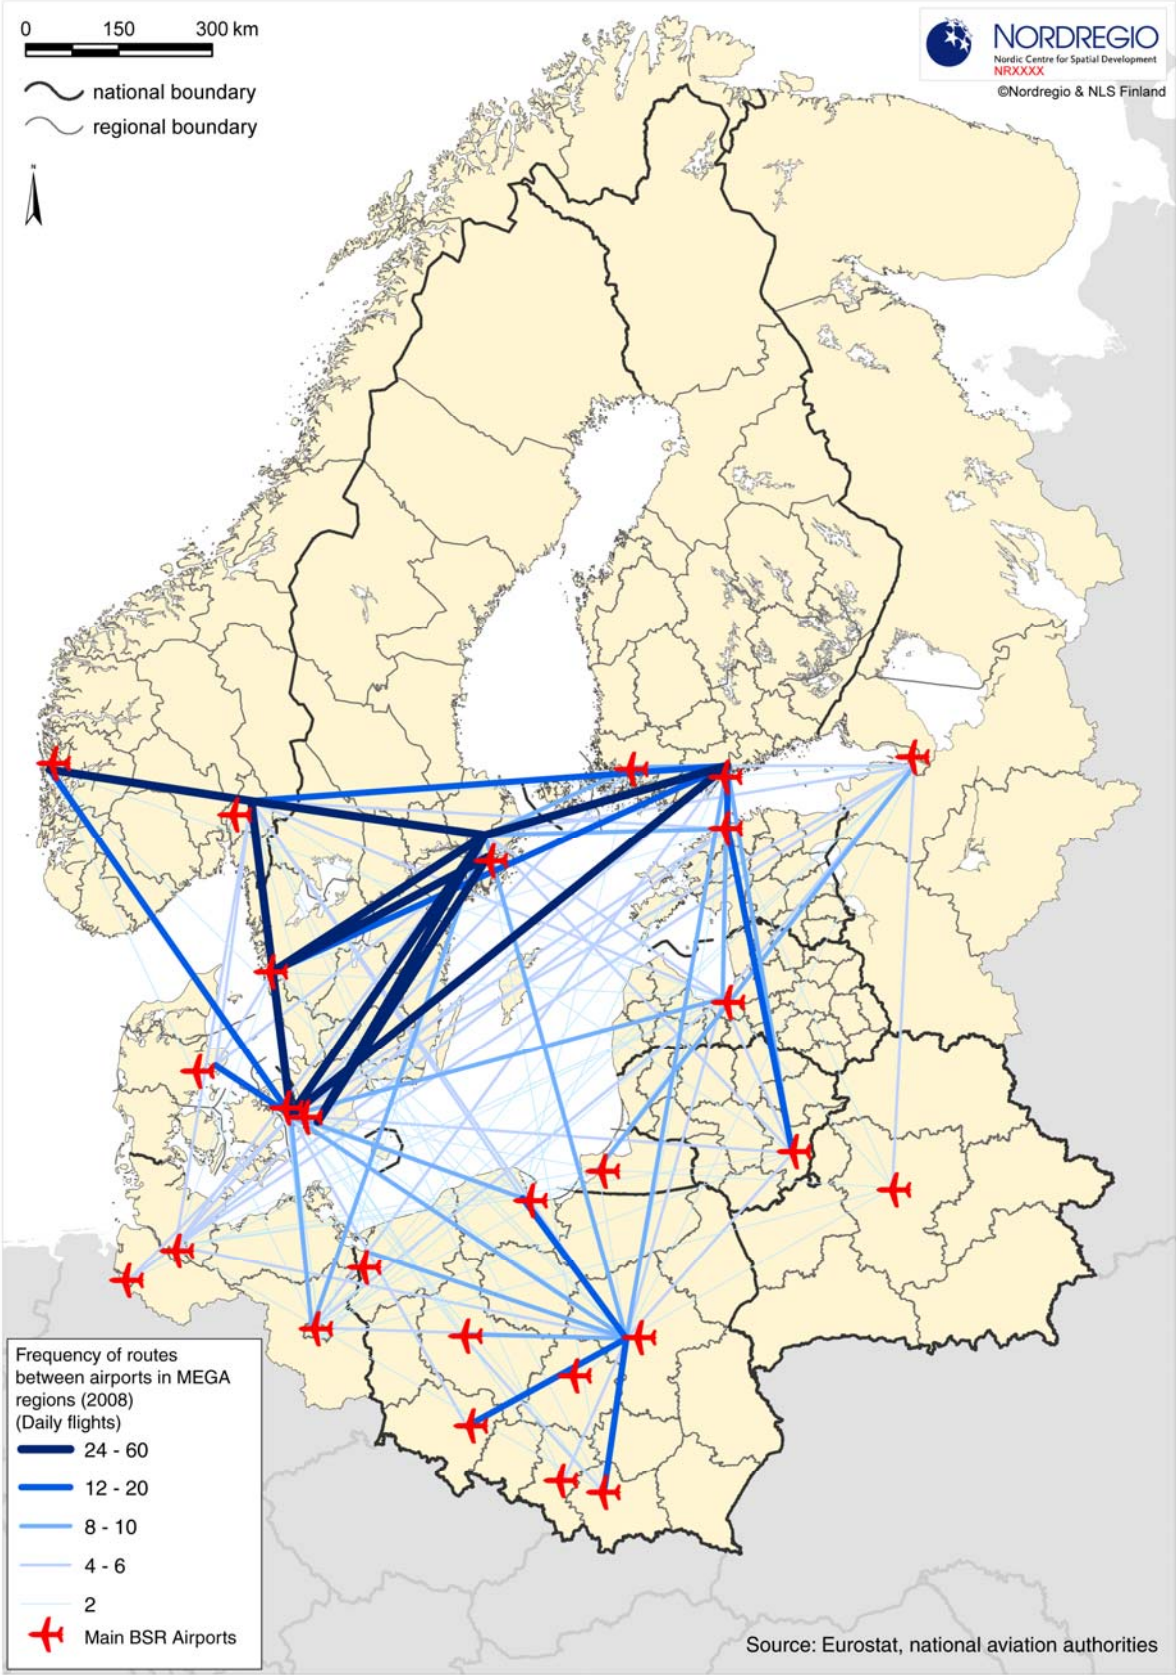 0 150 300 km
national boundary
regional boundary
N
NORDREGIO
Nordic Centre for Spatial Development
NRXXXX
©Nordregio & NLS Finland
Frequency of routes
between airports in MEGA
regions (2008)
(Daily flights)
24 - 60
12 - 20
8 - 10
4 - 6
2
Main BSR Airports
Source: Eurostat, national aviation authorities